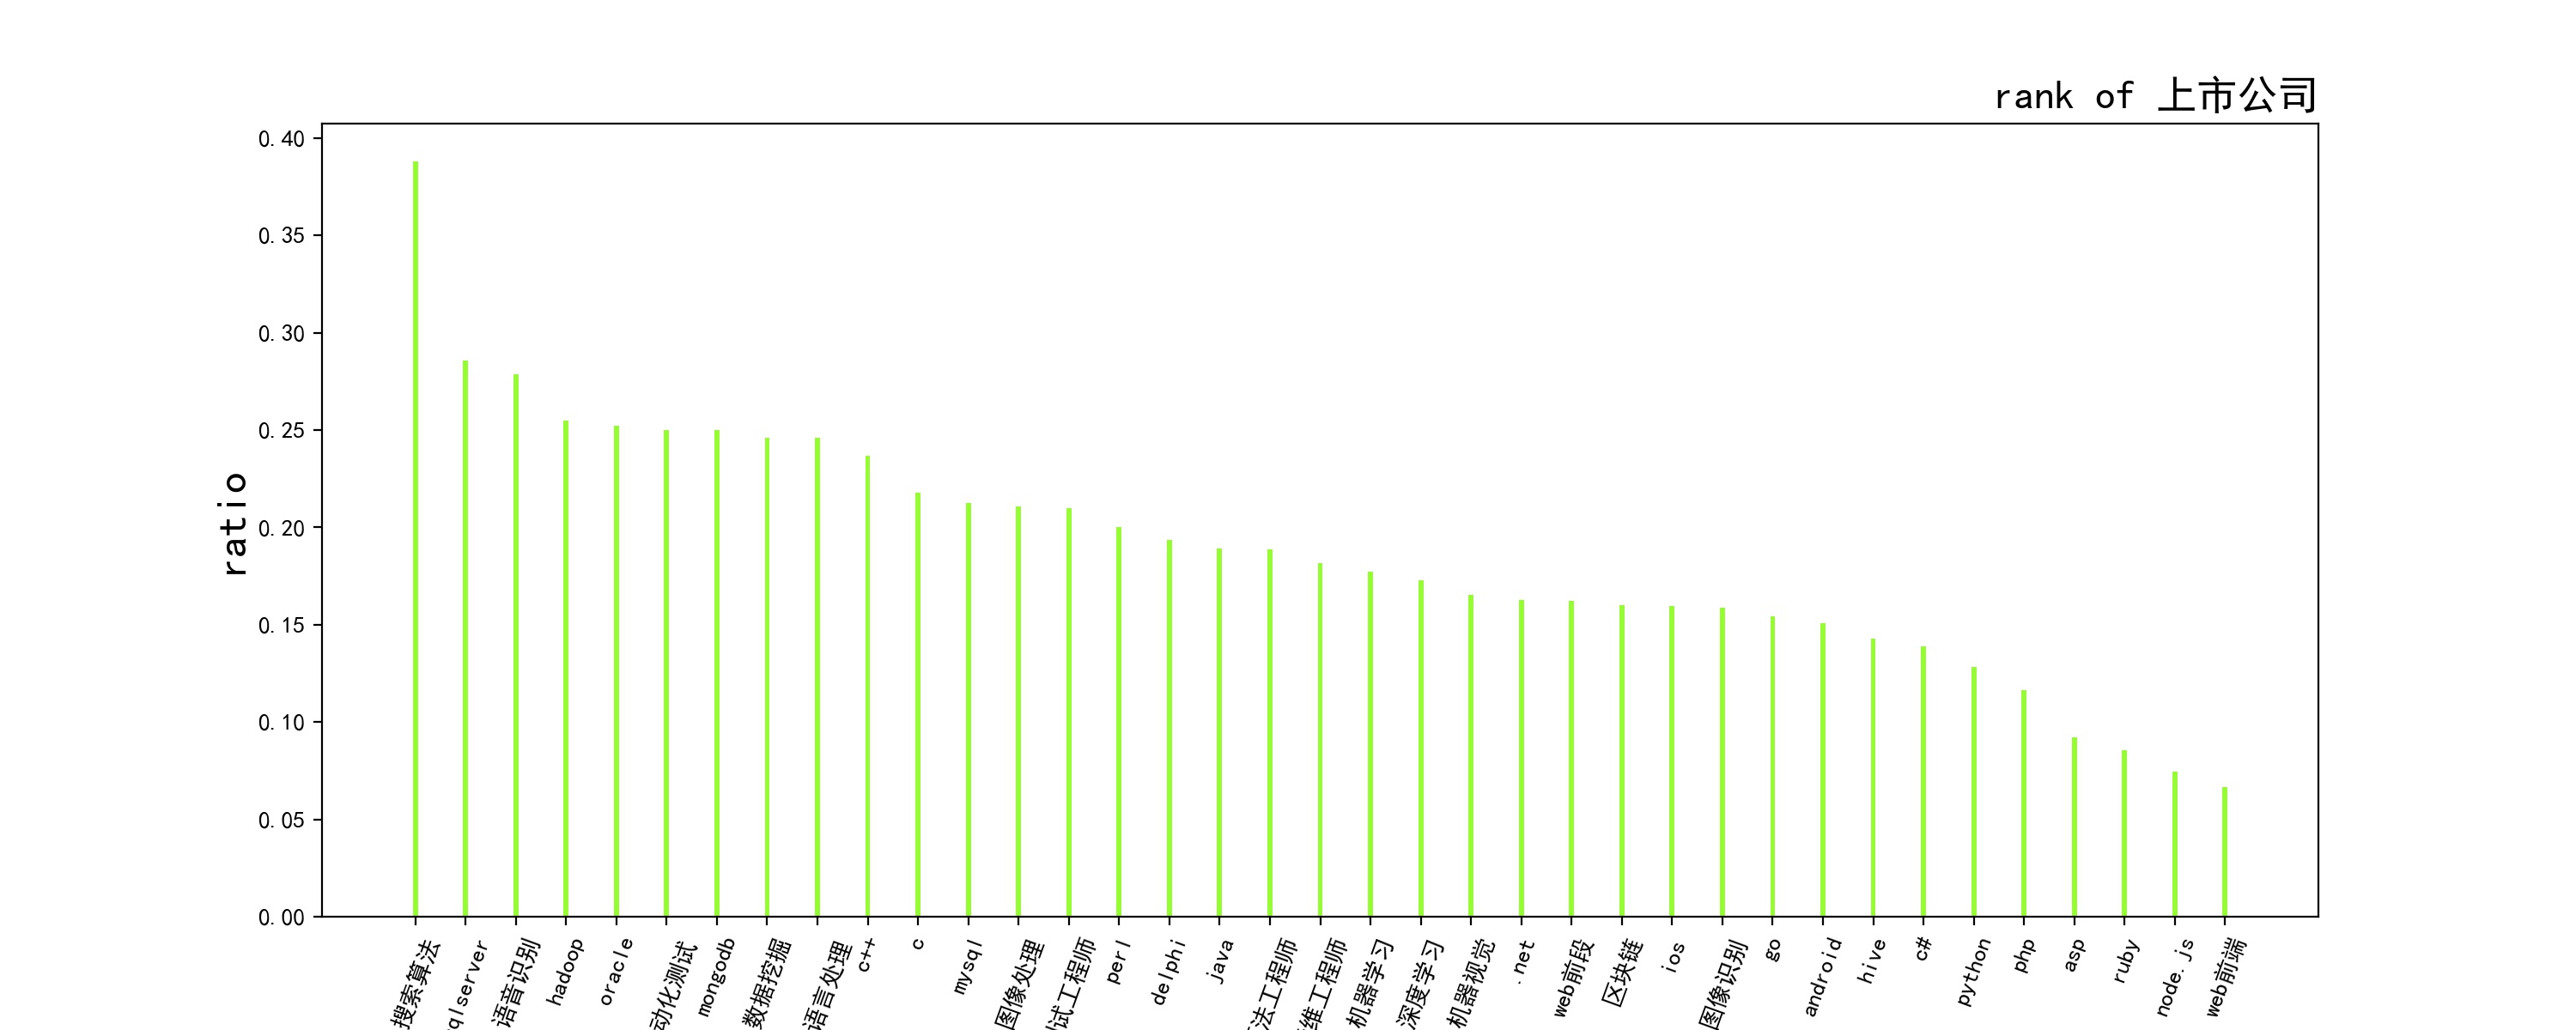 rank of 上市公司
ratio
0.40
0.35
0.30
0.25
0.20
0.15
0.10
0.05
0.00
搜索算法
qlserver
语音识别
hadoop
oracle
动化测试
mongodb
数据挖掘
语言处理
c++
c
mysql
图像处理
试工程师
perl
delphi
java
法工程师
维工程师
机器学习
深度学习
机器视觉
.net
web前段
区块链
ios
图像识别
go
android
hive
c#
python
php
asp
ruby
node.js
web前端